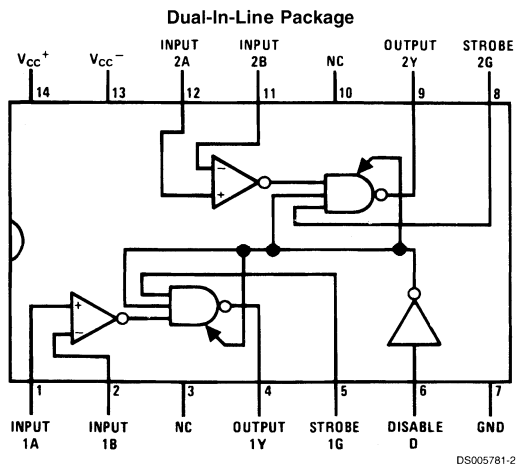 Dual-In-Line Package
VCC+
VCC−
INPUT 2A
INPUT 2B
NC
OUTPUT 2Y
STROBE 2G
14
13
12
11
10
9
8
−
+
+
−
1
2
3
4
5
6
7
INPUT 1A
INPUT 1B
NC
OUTPUT 1Y
STROBE 1G
DISABLE D
GND
DS005781-2